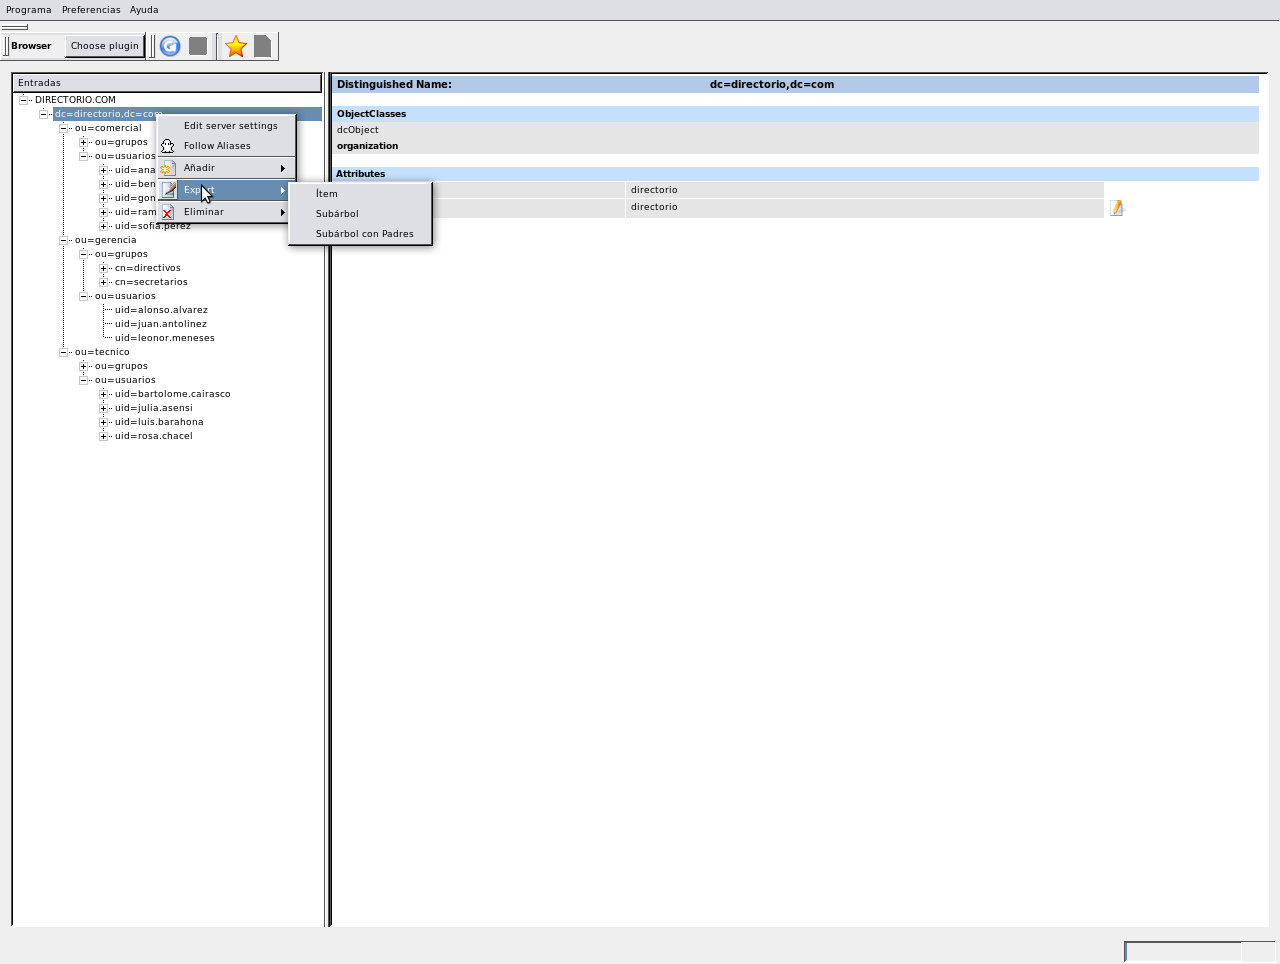 Programa Preferencias Ayuda
Browser Choose plugin
Entradas
DIRECTORIO.COM
dc=directorio,dc=com
ou=comercial
ou=grupos
ou=usuarios
uid=ana
uid=ben
uid=gon
uid=ram
uid=sofia.perez
ou=gerencia
ou=grupos
cn=directivos
cn=secretarios
ou=usuarios
uid=alonso.alvarez
uid=juan.antolinez
uid=leonor.meneses
ou=tecnico
ou=grupos
ou=usuarios
uid=bartolome.cairasco
uid=julia.asensi
uid=luis.barahona
uid=rosa.chacel
Edit server settings
Follow Aliases
Añadir
Export
Eliminar
Ítem
Subárbol
Subárbol con Padres
Distinguished Name: dc=directorio,dc=com
ObjectClasses
dcObject
organization
Attributes
directorio
directorio